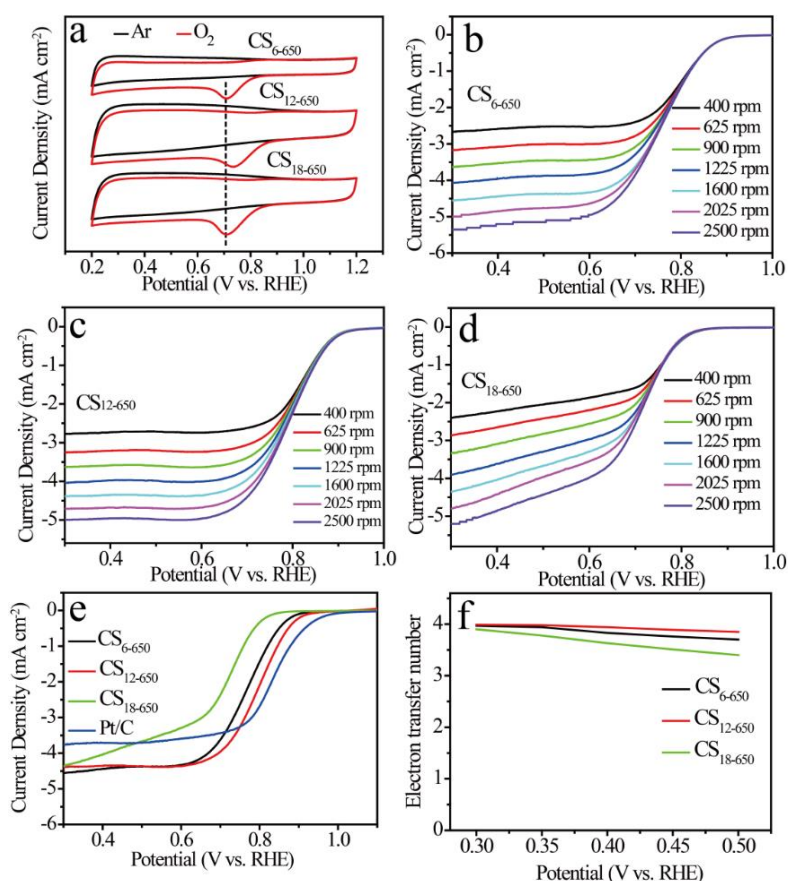 a
Ar
O2
CS6-650
CS12-650
CS18-650
Current Dernsity (mA cm-2)
0.2 0.4 0.6 0.8 1.0 1.2
Potential (V vs. RHE)
b
CS6-650
400 rpm
625 rpm
900 rpm
1225 rpm
1600 rpm
2025 rpm
2500 rpm
Current Dernsity (mA cm-2)
0
-1
-2
-3
-4
-5
-6
0.4 0.6 0.8 1.0
Potential (V vs. RHE)
c
CS12-650
400 rpm
625 rpm
900 rpm
1225 rpm
1600 rpm
2025 rpm
2500 rpm
Current Dernsity (mA cm-2)
0
-1
-2
-3
-4
-5
0.4 0.6 0.8 1.0
Potential (V vs. RHE)
d
CS18-650
400 rpm
625 rpm
900 rpm
1225 rpm
1600 rpm
2025 rpm
2500 rpm
Current Dernsity (mA cm-2)
0
-1
-2
-3
-4
-5
0.4 0.6 0.8 1.0
Potential (V vs. RHE)
e
CS6-650
CS12-650
CS18-650
Pt/C
Current Dernsity (mA cm-2)
0
-1
-2
-3
-4
-5
-6
0.4 0.6 0.8 1.0
Potential (V vs. RHE)
f
CS6-650
CS12-650
CS18-650
Electron transfer number
4
3
2
1
0
0.30 0.35 0.40 0.45 0.50
Potential (V vs. RHE)